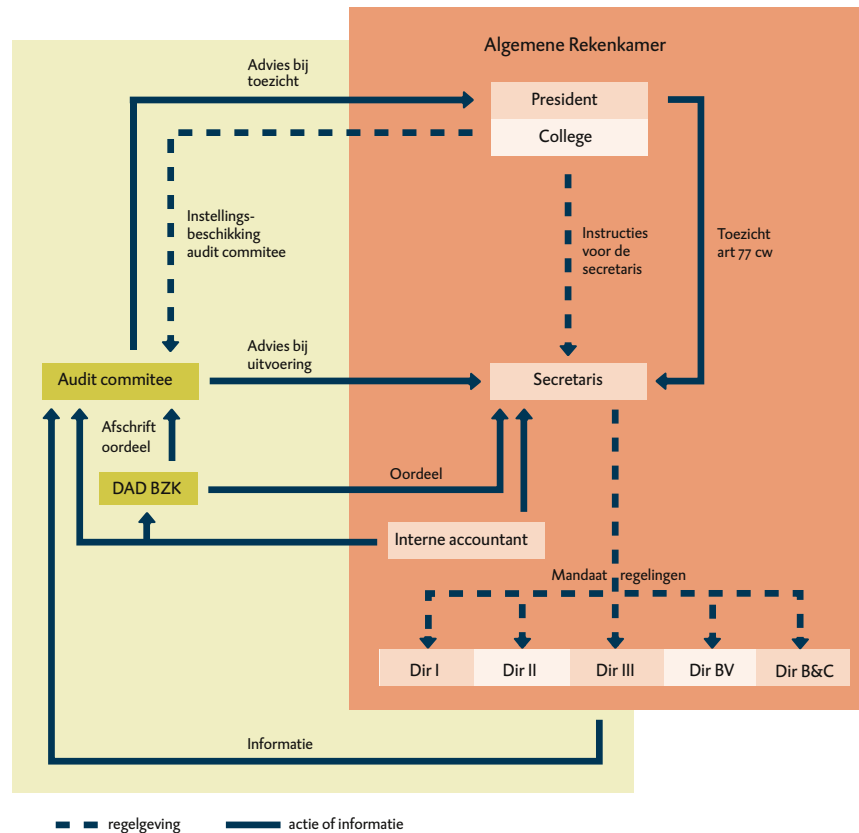 Algemene Rekenkamer
Advies bij
toezicht
President
College
Instellings-
beschikking
audit commitee
Instructies
voor de
secretaris
Toezicht
art 77 cw
Audit commitee
Advies bij
uitvoering
Secretaris
Afschrift
oordeel
DAD BZK
Oordeel
Interne accountant
Mandaat regelingen
Dir I
Dir II
Dir III
Dir BV
Dir B&C
Informatie
regelgeving
actie of informatie